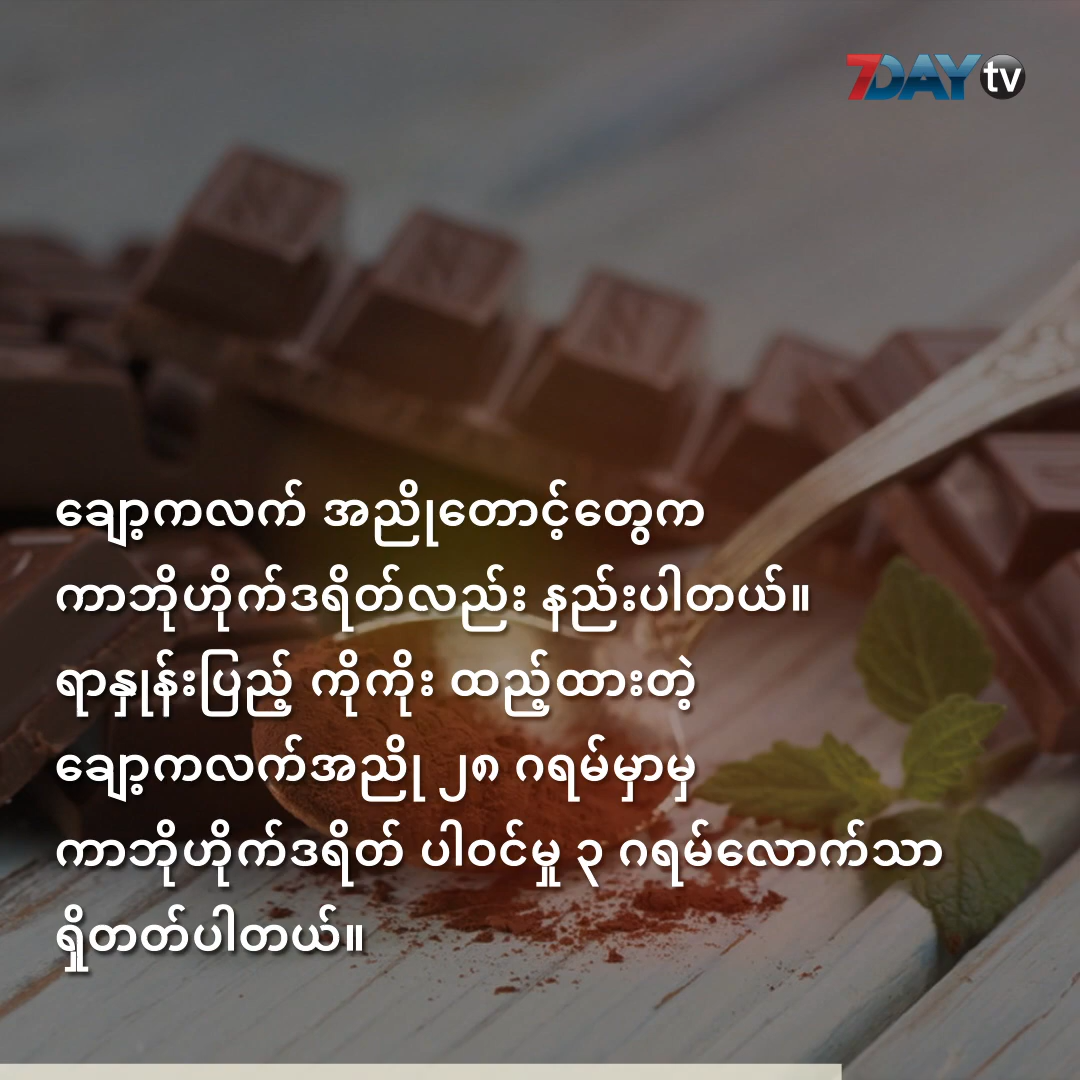 7DAY tv
ချော့ကလက် အညိုတောင့်တွေက
ကာဘိုဟိုက်ဒရိတ်လည်း နည်းပါတယ်။
ရာနှုန်းပြည့် ကိုကိုး ထည့်ထားတဲ့
ချော့ကလက်အညို ၂၈ ဂရမ်မှာမှ
ကာဘိုဟိုက်ဒရိတ် ပါဝင်မှု ၃ ဂရမ်လောက်သာ
ရှိတတ်ပါတယ်။